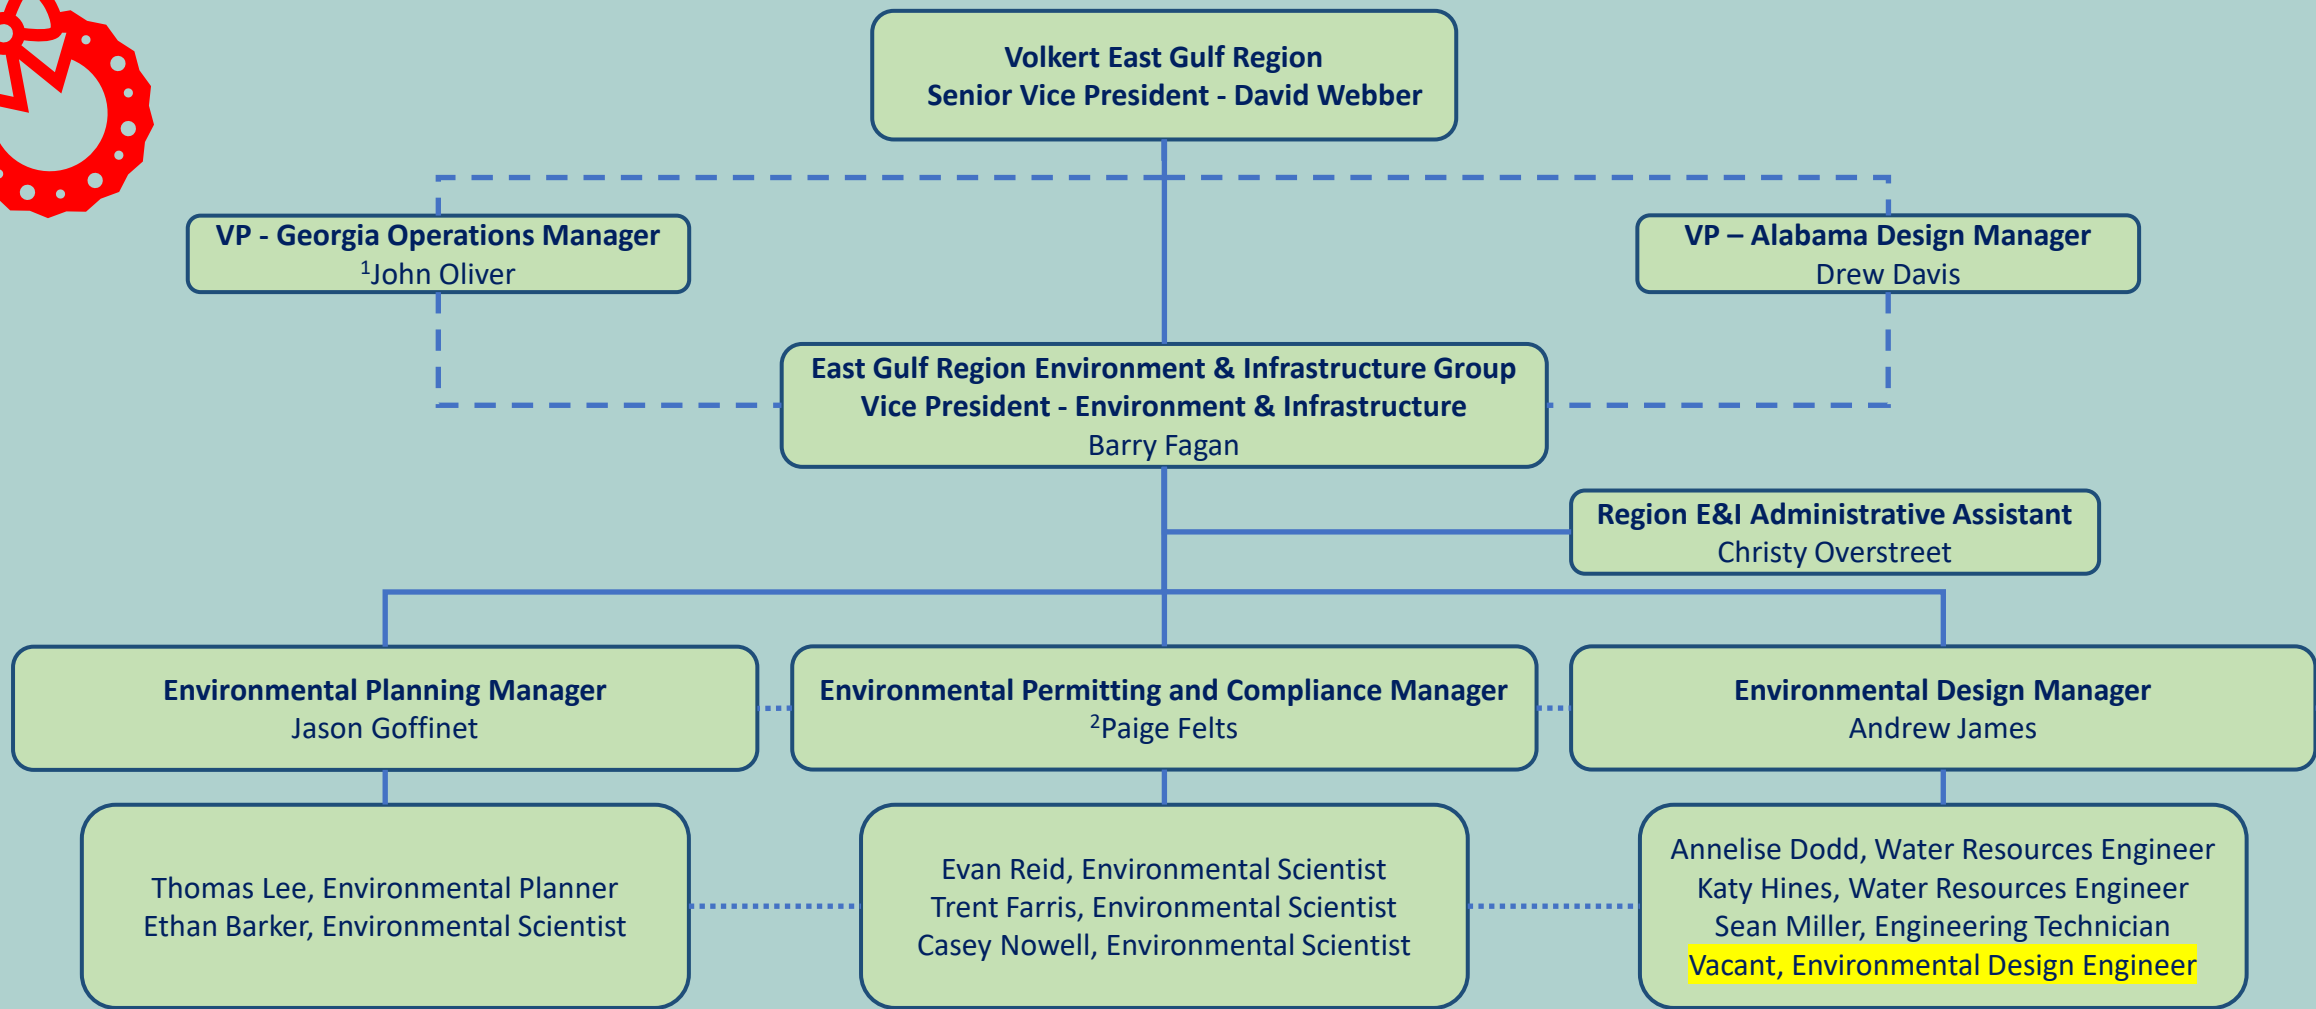 Volkert East Gulf Region
Senior Vice President - David Webber
VP - Georgia Operations Manager
¹John Oliver
VP – Alabama Design Manager
Drew Davis
East Gulf Region Environment & Infrastructure Group
Vice President - Environment & Infrastructure
Barry Fagan
Region E&I Administrative Assistant
Christy Overstreet
Environmental Planning Manager
Jason Goffinet
Environmental Permitting and Compliance Manager
²Paige Felts
Environmental Design Manager
Andrew James
Thomas Lee, Environmental Planner
Ethan Barker, Environmental Scientist
Evan Reid, Environmental Scientist
Trent Farris, Environmental Scientist
Casey Nowell, Environmental Scientist
Annelise Dodd, Water Resources Engineer
Katy Hines, Water Resources Engineer
Sean Miller, Engineering Technician
Vacant, Environmental Design Engineer